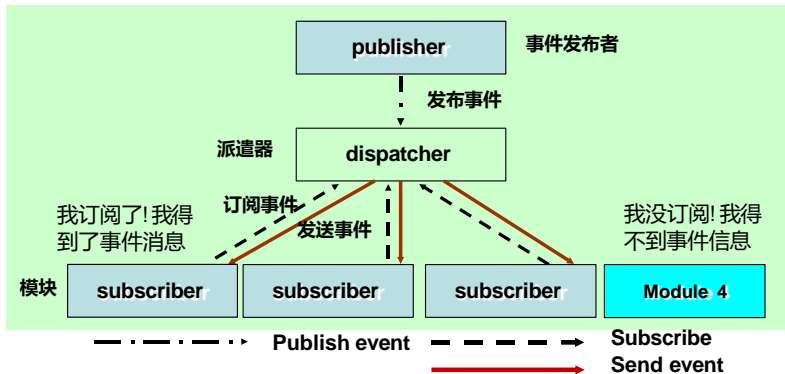 publisher
事件发布者
发布事件
派遣器
dispatcher
订阅事件
发送事件
我订阅了! 我得
到了事件消息
我没订阅! 我得
不到事件信息
模块
subscriber
subscriber
subscriber
Module 4
Publish event
Subscribe
Send event